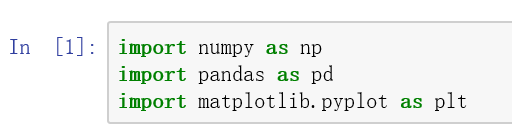 In [1]: import numpy as np
import pandas as pd
import matplotlib.pyplot as plt